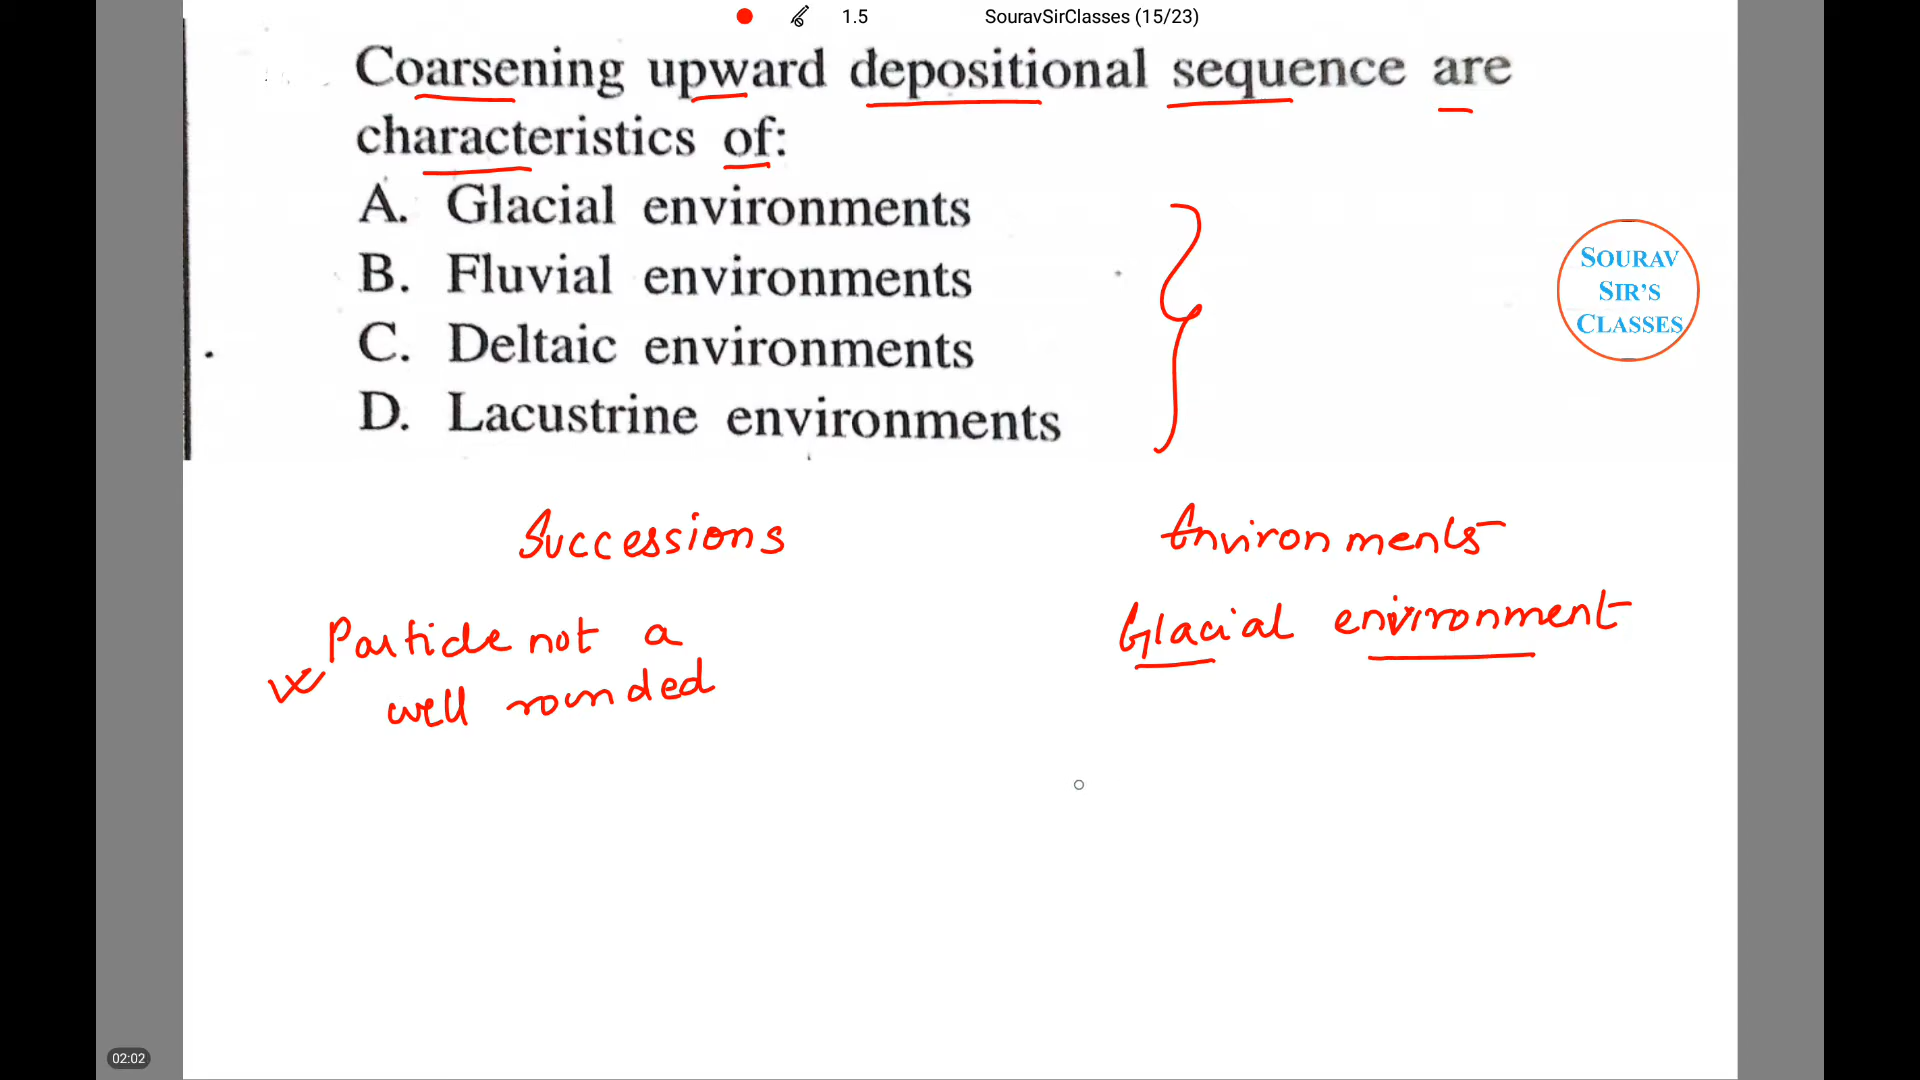 1.5 SouravSirClasses (15/23)
Coarsening upward depositional sequence are
characteristics of:
A. Glacial environments
B. Fluvial environments
C. Deltaic environments
D. Lacustrine environments
SOURAV
SIR'S
CLASSES
Successions Environments
Particle not a Glacial environment
well rounded
02:02